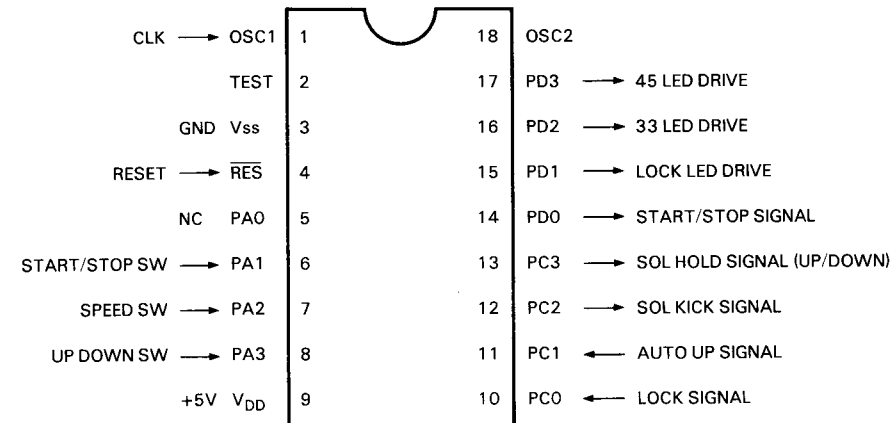 CLK OSC1 1 18 OSC2
TEST 2 17 PD3 45 LED DRIVE
GND Vss 3 16 PD2 33 LED DRIVE
RESET RES 4 15 PD1 LOCK LED DRIVE
NC PA0 5 14 PD0 START/STOP SIGNAL
START/STOP SW PA1 6 13 PC3 SOL HOLD SIGNAL (UP/DOWN)
SPEED SW PA2 7 12 PC2 SOL KICK SIGNAL
UP DOWN SW PA3 8 11 PC1 AUTO UP SIGNAL
+5V VDD 9 10 PC0 LOCK SIGNAL